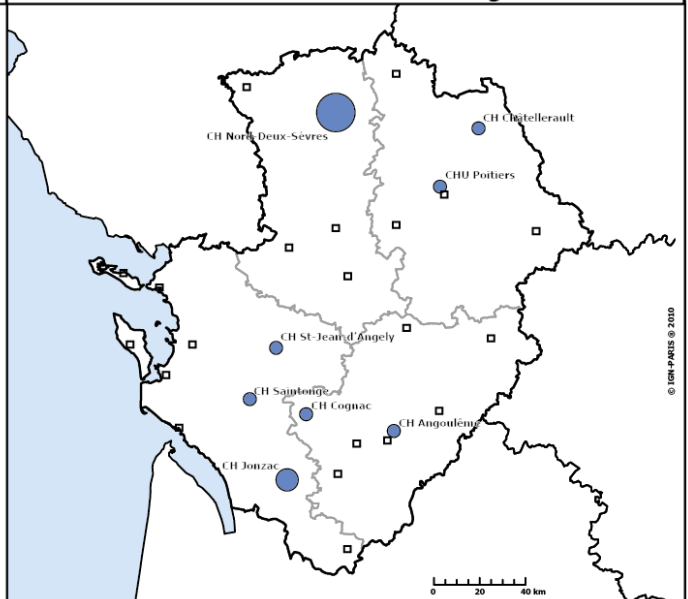 CH Châtellerault
CH Nord-Deux-Sèvres
CHU Poitiers
© IGN-PARIS ® 2010
CH St-Jean-d'Angely
CH Saintonge
CH Cognac
CH Angoulême
CH Jonzac
0 20 40 km